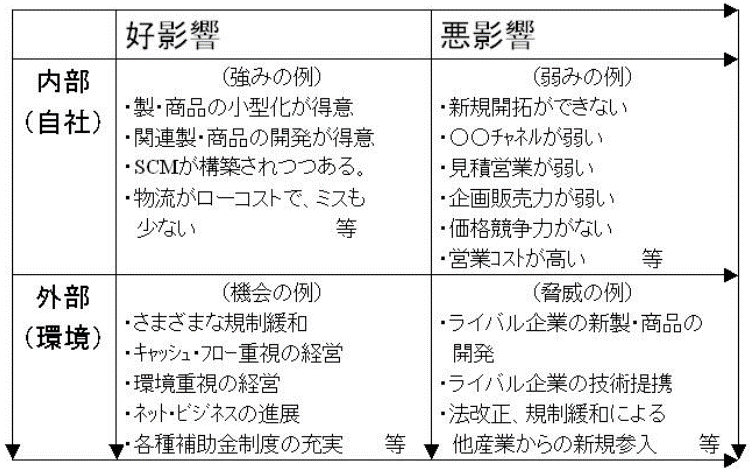 好影響
悪影響
内部
（自社）
（強みの例）
・製・商品の小型化が得意
・関連製・商品の開発が得意
・SCMが構築されつつある。
・物流がローコストで、ミスも
少ない　等
（弱みの例）
・新規開拓ができない
・〇〇ﾁｬﾈﾙが弱い
・見積営業が弱い
・企画販売力が弱い
・価格競争力がない
・営業ｺｽﾄが高い　等
外部
（環境）
（機会の例）
・さまざまな規制緩和
・ｷｬｯｼｭ・ﾌﾛｰ重視の経営
・環境重視の経営
・ﾈｯﾄ・ﾋﾞｼﾞﾈｽの進展
・各種補助金制度の充実　等
（脅威の例）
・ライバル企業の新製・商品の
開発
・ライバル企業の技術提携
・法改正、規制緩和による
他産業からの新規参入　等